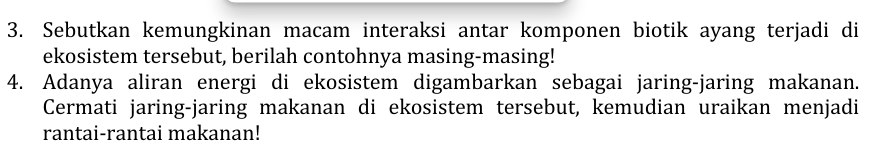 3. Sebutkan kemungkinan macam interaksi antar komponen biotik ayang terjadi di
ekosistem tersebut, berilah contohnya masing-masing!
4. Adanya aliran energi di ekosistem digambarkan sebagai jaring-jaring makanan.
Cermati jaring-jaring makanan di ekosistem tersebut, kemudian uraikan menjadi
rantai-rantai makanan!